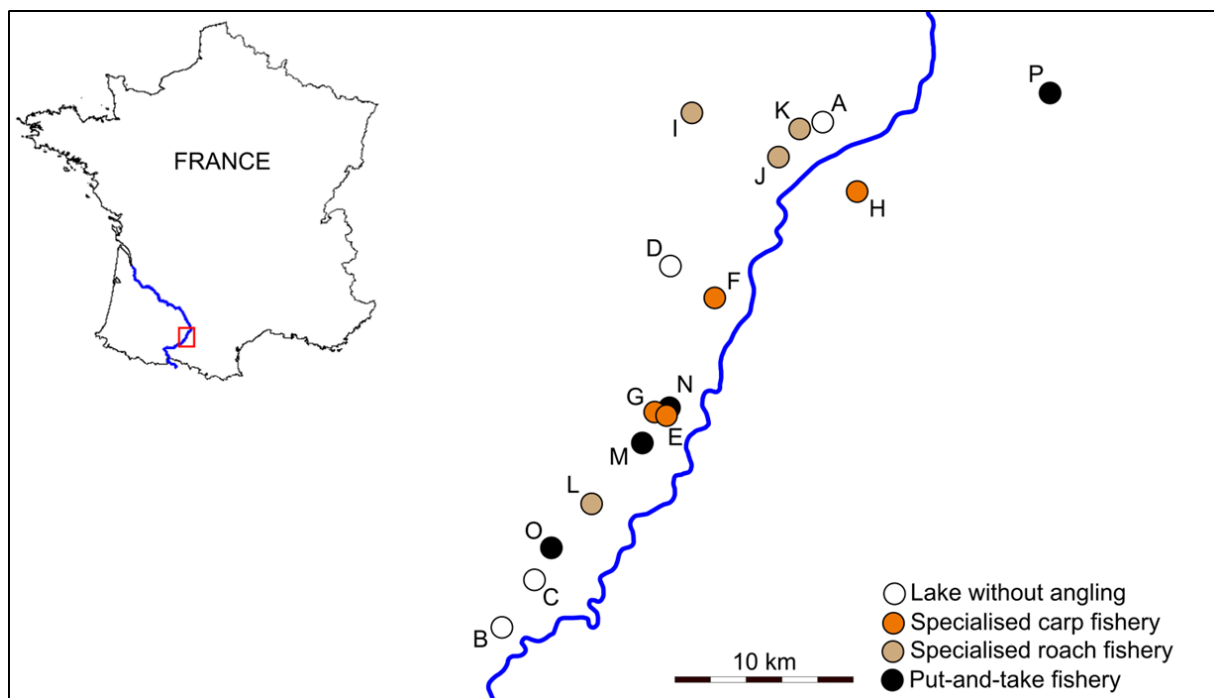 FRANCE
P
A
K
I
J
H
D
F
N
G
E
M
L
O
C
B
10 km
Lake without angling
Specialised carp fishery
Specialised roach fishery
Put-and-take fishery